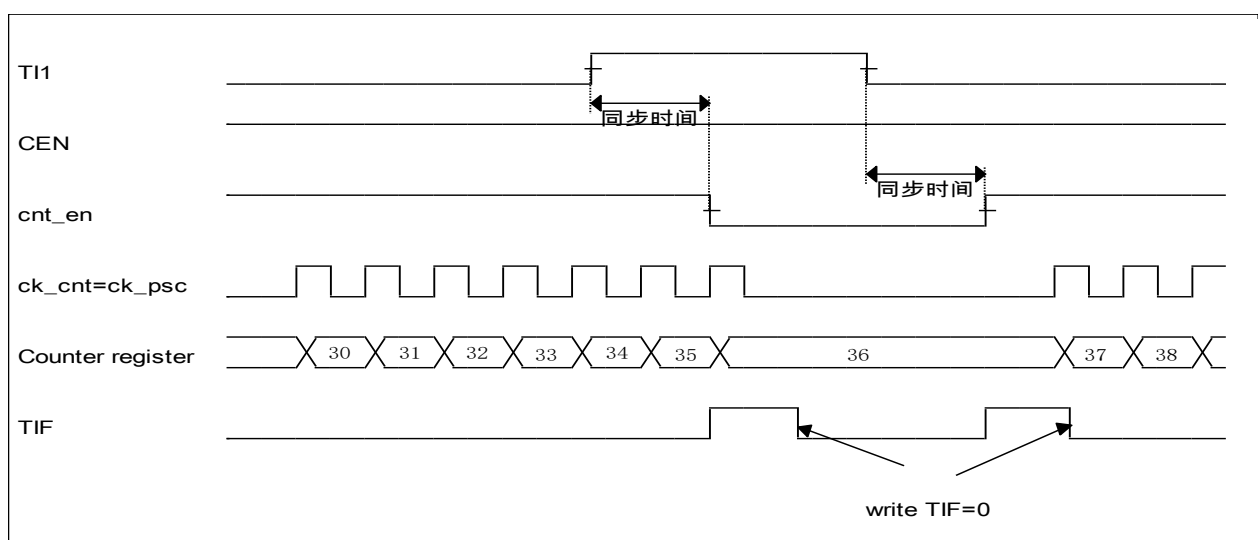 TI1
同步时间
CEN
同步时间
cnt_en
ck_cnt=ck_psc
Counter register 30 31 32 33 34 35 36 37 38
TIF
write TIF=0